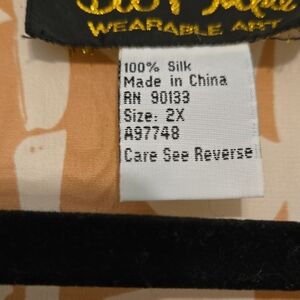 WEARABLE ART
100% Silk
Made in China
RN 90133
Size: 2X
A97748
Care See Reverse